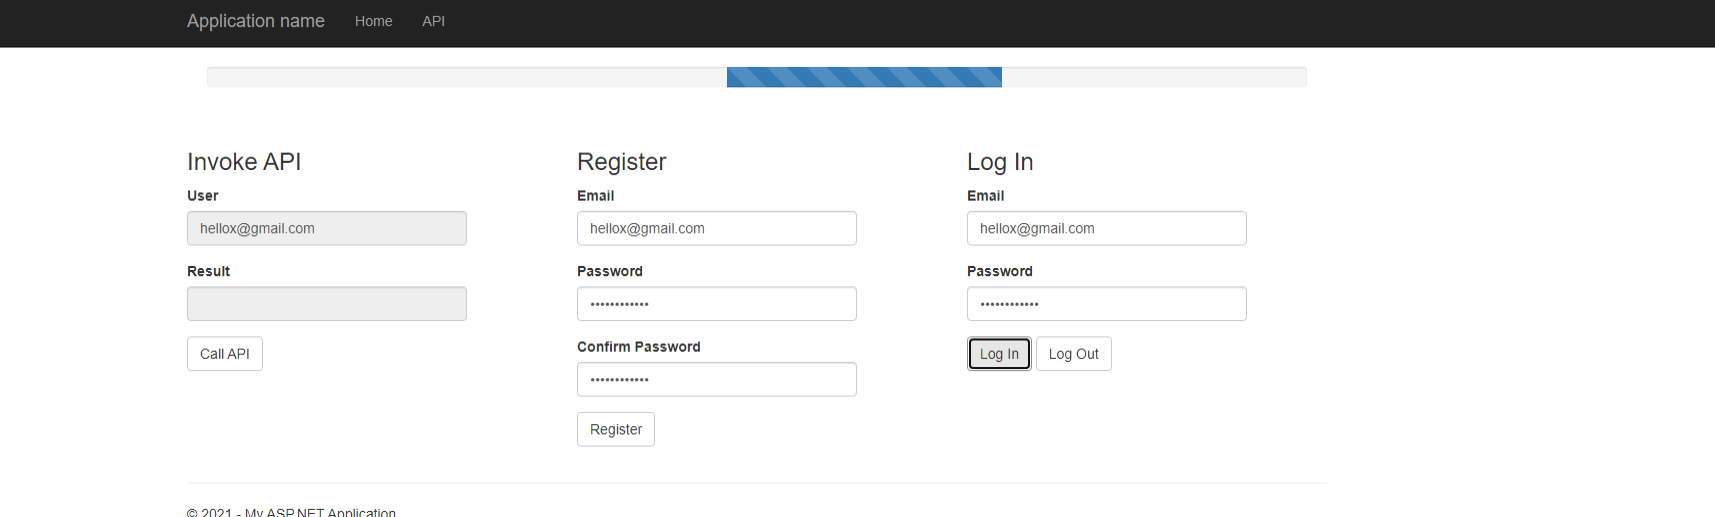 Application name Home API
Invoke API
User
hellox@gmail.com
Result
Call API
Register
Email
hellox@gmail.com
Password
••••••••••••
Confirm Password
••••••••••••
Register
Log In
Email
hellox@gmail.com
Password
••••••••••••
Log In Log Out
© 2021 - My ASP.NET Application